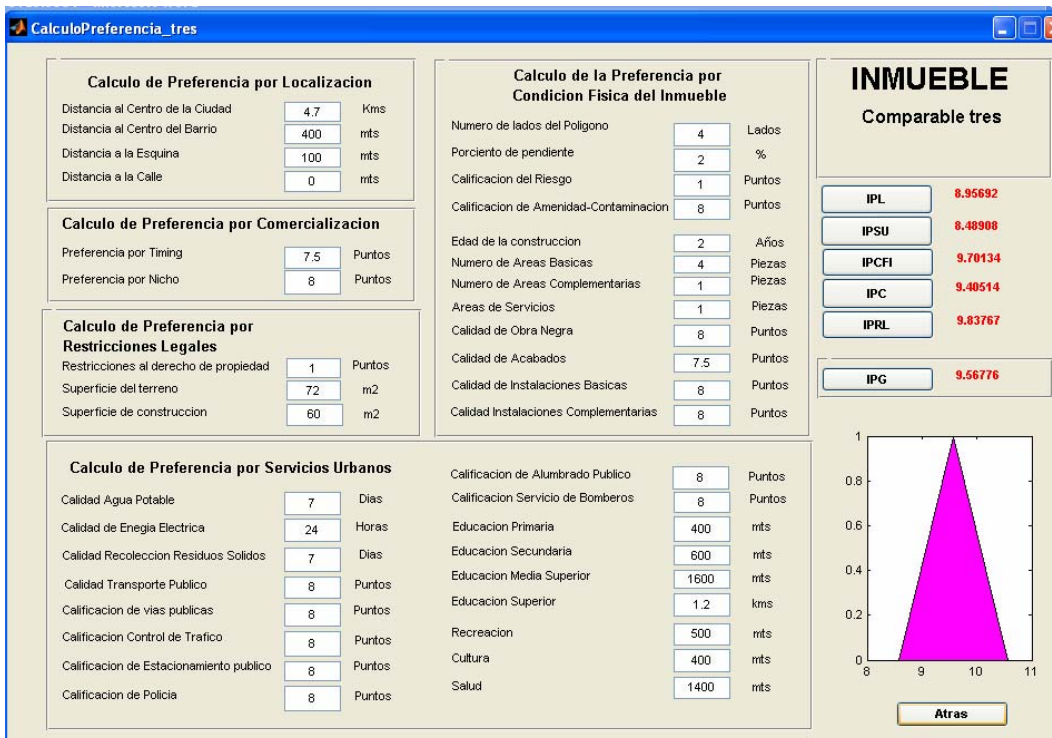 CalculoPreferencia_tres
Calculo de Preferencia por Localizacion
Distancia al Centro de la Ciudad 4.7 Kms
Distancia al Centro del Barrio 400 mts
Distancia a la Esquina 100 mts
Distancia a la Calle 0 mts
Calculo de Preferencia por Comercializacion
Preferencia por Timing 7.5 Puntos
Preferencia por Nicho 8 Puntos
Calculo de Preferencia por
Restricciones Legales
Restricciones al derecho de propiedad 1 Puntos
Superficie del terreno 72 m2
Superficie de construccion 60 m2
Calculo de la Preferencia por
Condicion Fisica del Inmueble
Numero de lados del Poligono 4 Lados
Porciento de pendiente 2 %
Calificacion del Riesgo 1 Puntos
Calificacion de Amenidad-Contaminacion 8 Puntos
Edad de la construccion 2 Años
Numero de Areas Basicas 4 Piezas
Numero de Areas Complementarias 1 Piezas
Areas de Servicios 1 Piezas
Calidad de Obra Negra 8 Puntos
Calidad de Acabados 7.5 Puntos
Calidad de Instalaciones Basicas 8 Puntos
Calidad Instalaciones Complementarias 8 Puntos
INMUEBLE
Comparable tres
IPL 8.95692
IPSU 8.48908
IPCFI 9.70134
IPC 9.40514
IPRL 9.83767
IPG 9.56776
Calculo de Preferencia por Servicios Urbanos
Calidad Agua Potable 7 Dias
Calidad de Enegia Electrica 24 Horas
Calidad Recoleccion Residuos Solidos 7 Dias
Calidad Transporte Publico 8 Puntos
Calificacion de vias publicas 8 Puntos
Calificacion Control de Trafico 8 Puntos
Calificacion de Estacionamiento publico 8 Puntos
Calificacion de Policia 8 Puntos
Calificacion de Alumbrado Publico 8 Puntos
Calificacion Servicio de Bomberos 8 Puntos
Educacion Primaria 400 mts
Educacion Secundaria 600 mts
Educacion Media Superior 1600 mts
Educacion Superior 1.2 kms
Recreacion 500 mts
Cultura 400 mts
Salud 1400 mts
1
0.8
0.6
0.4
0.2
0
8 9 10 11
Atras